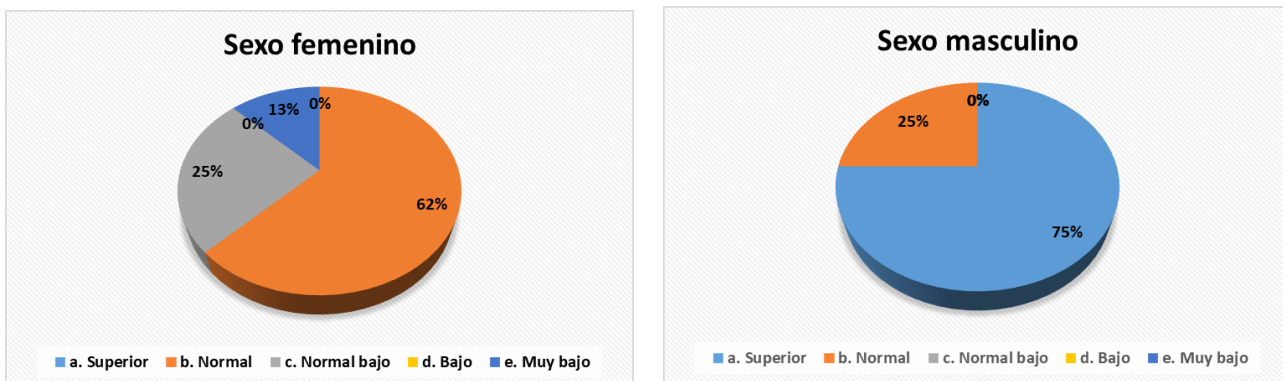 Sexo femenino
0%
13%
0%
25%
62%
a. Superior b. Normal c. Normal bajo d. Bajo e. Muy bajo
Sexo masculino
0%
25%
75%
a. Superior b. Normal c. Normal bajo d. Bajo e. Muy bajo